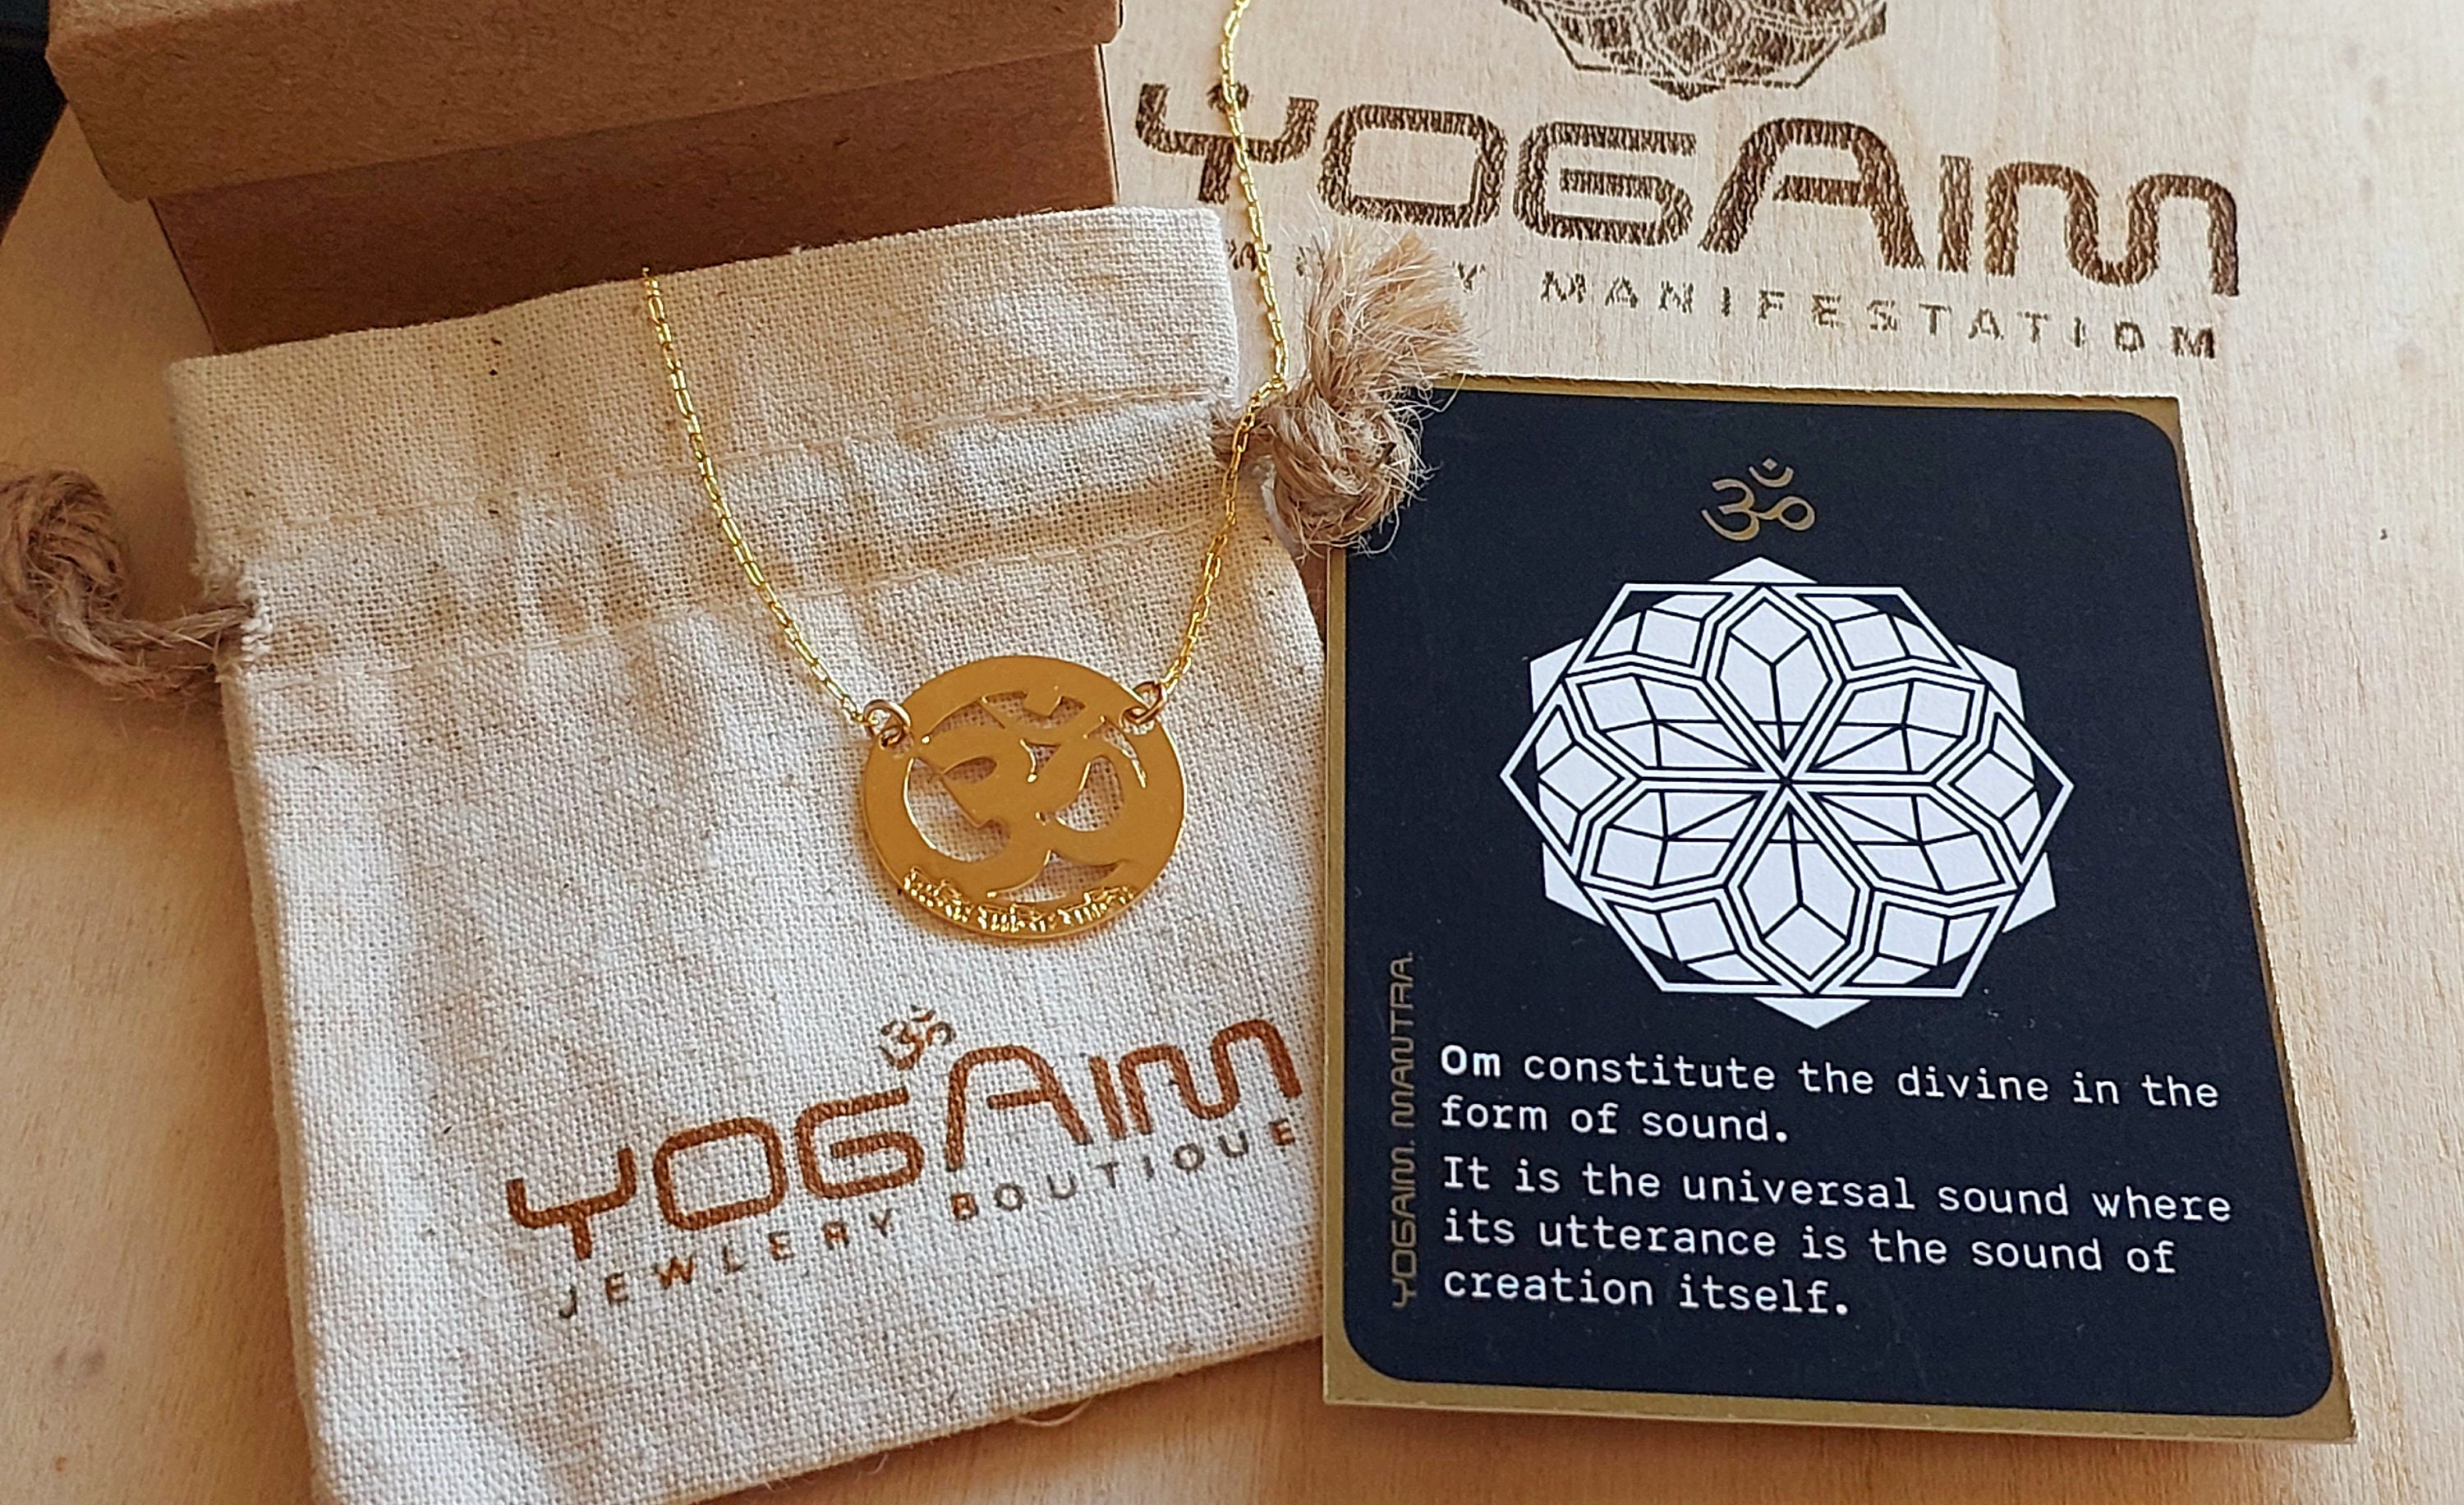 YOGAIM
MANIFESTATION
ॐ
YOGAIM
JEWLERY BOUTIQUE
ॐ
YOGAIM. MANTRA.
Om constitute the divine in the
form of sound.
It is the universal sound where
its utterance is the sound of
creation itself.